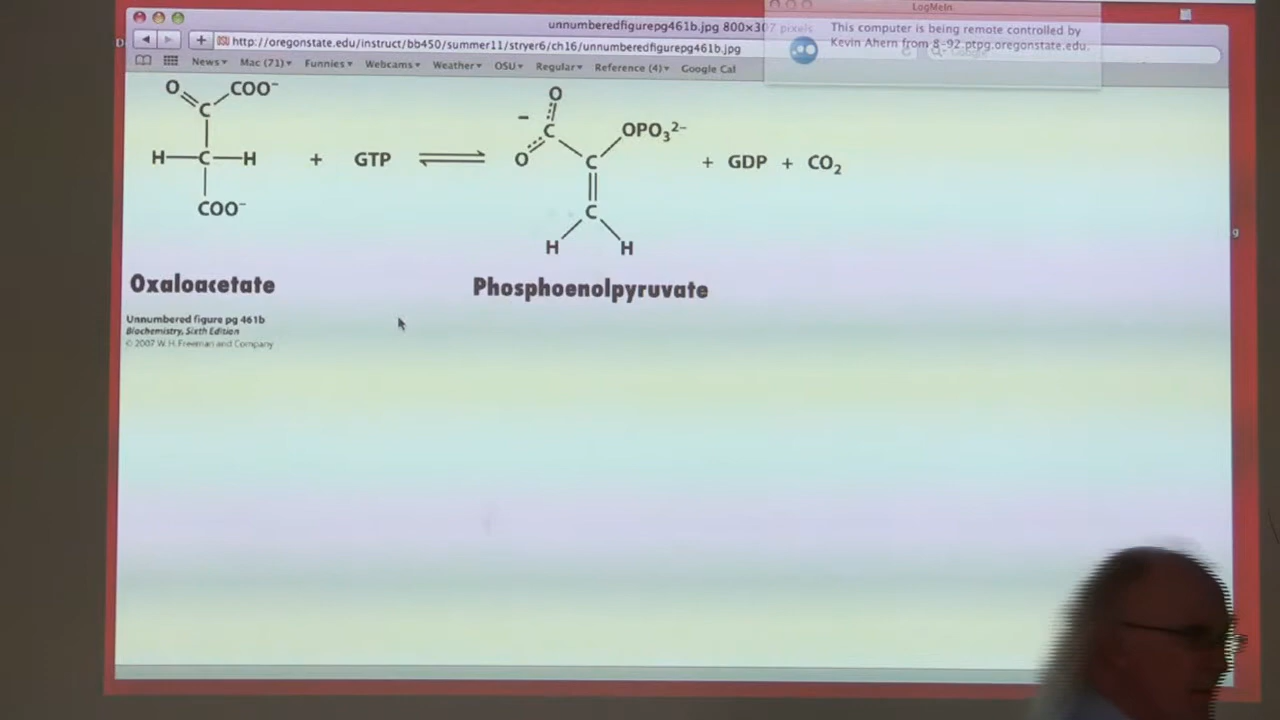 unnumberedfigurepg461b.jpg 800×307 pixels
LogMeIn
This computer is being remote controlled by
Kevin Ahern from 8-92.ptpg.oregonstate.edu.
http://oregonstate.edu/instruct/bb450/summer11/stryer6/ch16/unnumberedfigurepg461b.jpg
News▾ Mac (71)▾ Funnies▾ Webcams▾ Weather▾ OSU▾ Regular▾ Reference (4)▾ Google Cal
O COO⁻
C
H—C—H
COO⁻
+ GTP
O
− C OPO₃²⁻
O C
C
H H
+ GDP + CO₂
Oxaloacetate
Phosphoenolpyruvate
Unnumbered figure pg 461b
Biochemistry, Sixth Edition
© 2007 W.H.Freeman and Company